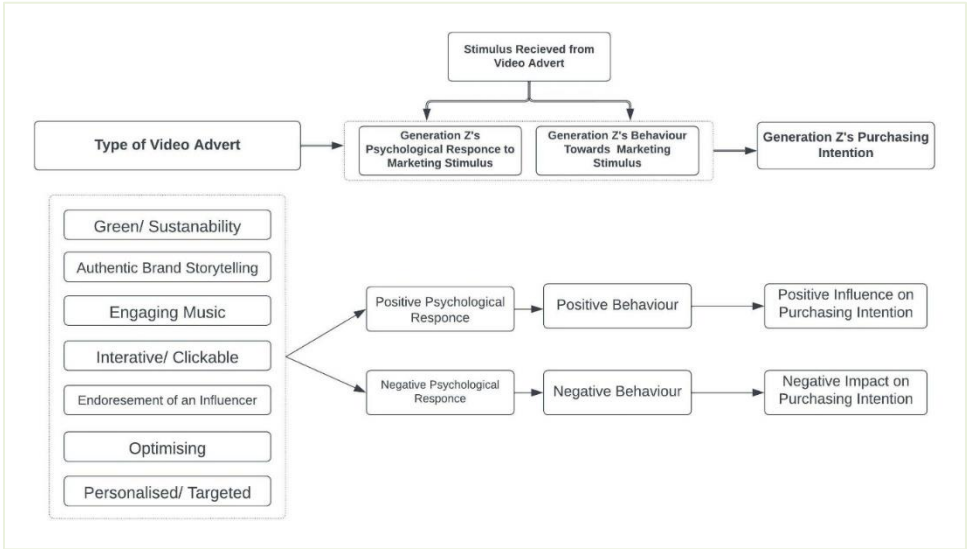 Stimulus Recieved from
Video Advert
Type of Video Advert
Generation Z's
Psychological Responce to
Marketing Stimulus
Generation Z's Behaviour
Towards Marketing
Stimulus
Generation Z's Purchasing
Intention
Green/ Sustanability
Authentic Brand Storytelling
Engaging Music
Interative/ Clickable
Endoresement of an Influencer
Optimising
Personalised/ Targeted
Positive Psychological
Responce
Positive Behaviour
Positive Influence on
Purchasing Intention
Negative Psychological
Responce
Negative Behaviour
Negative Impact on
Purchasing Intention